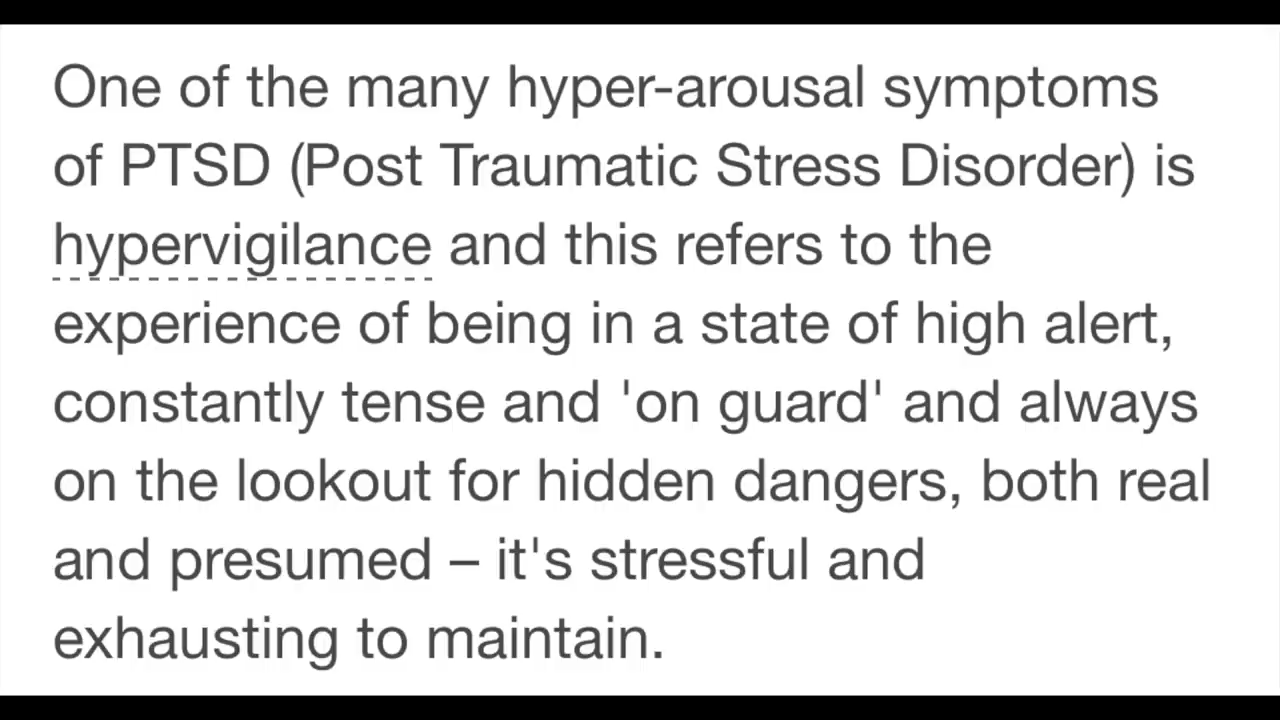 One of the many hyper-arousal symptoms
of PTSD (Post Traumatic Stress Disorder) is
hypervigilance and this refers to the
experience of being in a state of high alert,
constantly tense and 'on guard' and always
on the lookout for hidden dangers, both real
and presumed – it's stressful and
exhausting to maintain.